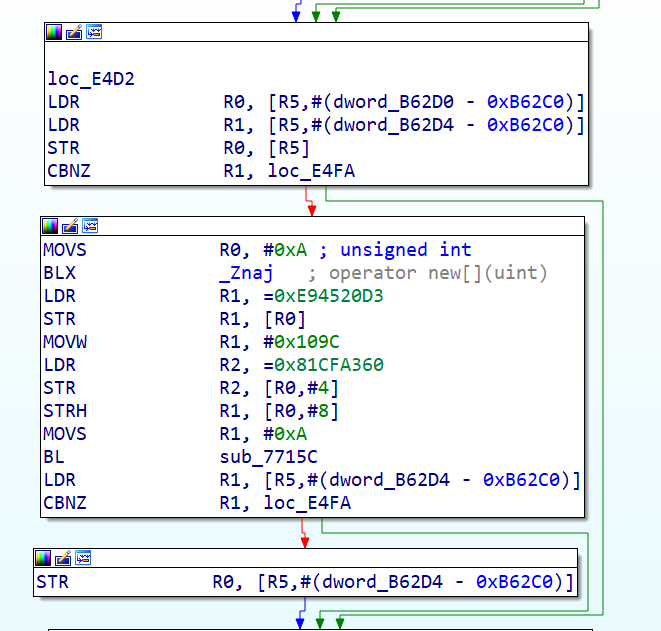 loc_E4D2
LDR R0, [R5,#(dword_B62D0 - 0xB62C0)]
LDR R1, [R5,#(dword_B62D4 - 0xB62C0)]
STR R0, [R5]
CBNZ R1, loc_E4FA
MOVS R0, #0xA ; unsigned int
BLX _Znaj ; operator new[](uint)
LDR R1, =0xE94520D3
STR R1, [R0]
MOVW R1, #0x109C
LDR R2, =0x81CFA360
STR R2, [R0,#4]
STRH R1, [R0,#8]
MOVS R1, #0xA
BL sub_7715C
LDR R1, [R5,#(dword_B62D4 - 0xB62C0)]
CBNZ R1, loc_E4FA
STR R0, [R5,#(dword_B62D4 - 0xB62C0)]